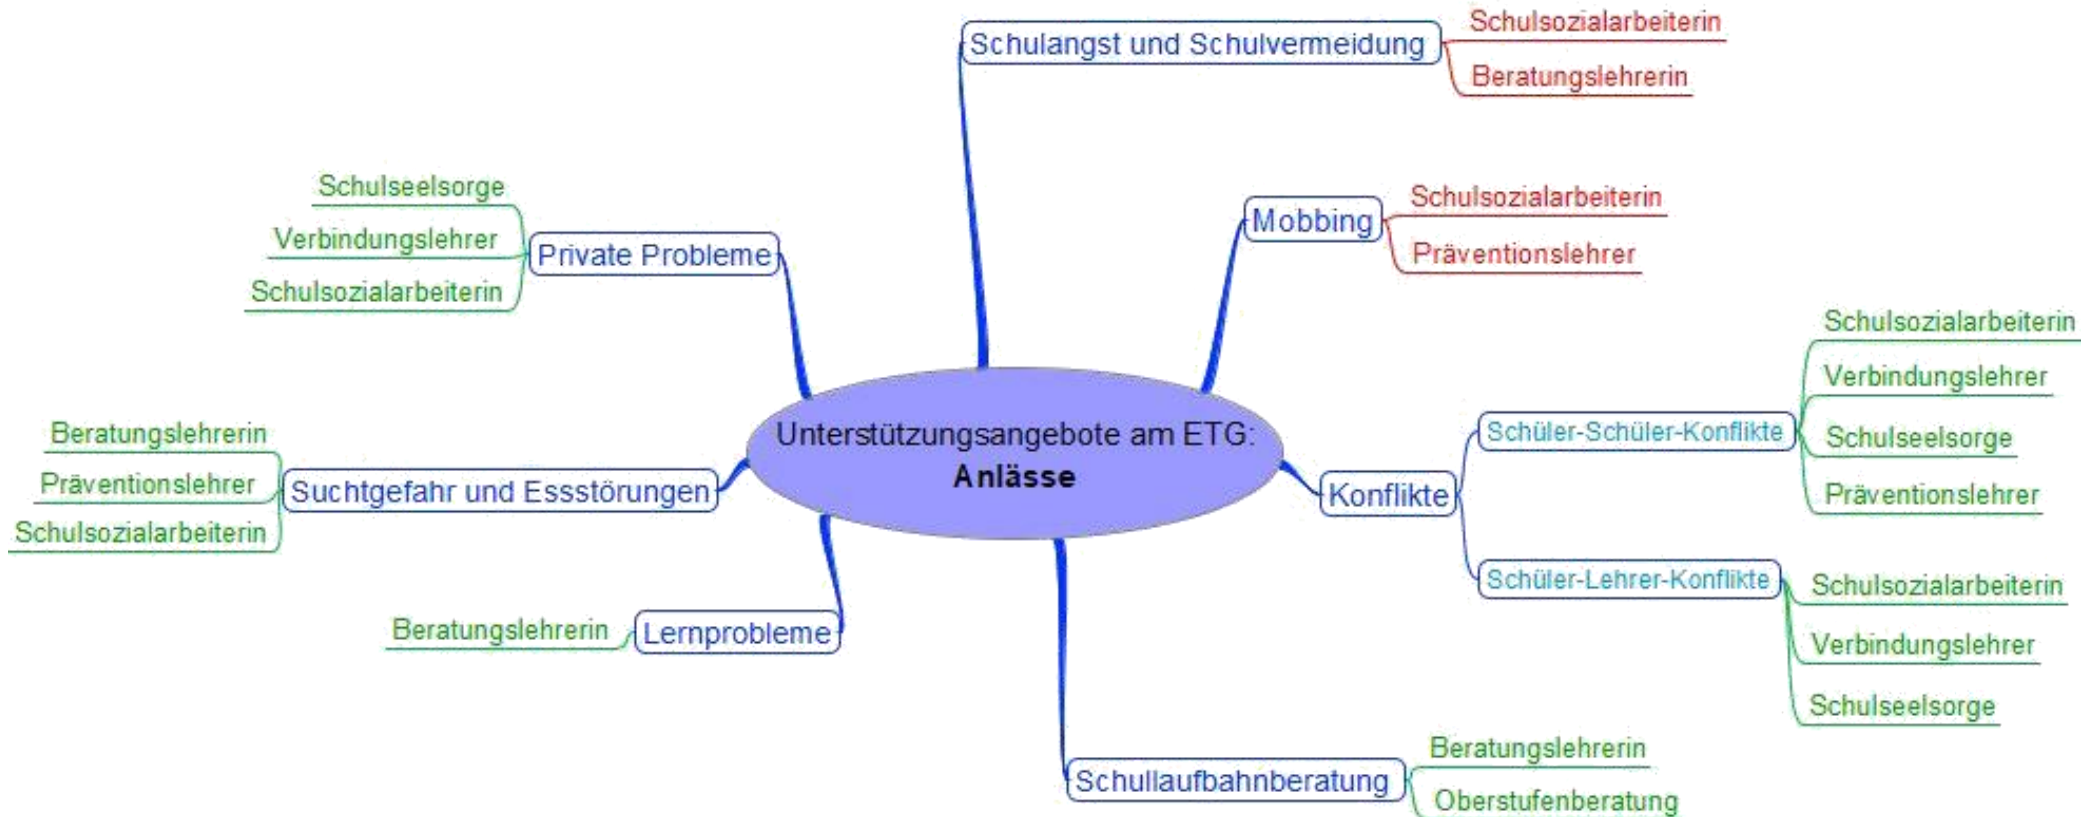 Unterstützungsangebote am ETG:
Anlässe
Schulangst und Schulvermeidung
Schulsozialarbeiterin
Beratungslehrerin
Mobbing
Schulsozialarbeiterin
Präventionslehrer
Konflikte
Schüler-Schüler-Konflikte
Schulsozialarbeiterin
Verbindungslehrer
Schulseelsorge
Präventionslehrer
Schüler-Lehrer-Konflikte
Schulsozialarbeiterin
Verbindungslehrer
Schulseelsorge
Schullaufbahnberatung
Beratungslehrerin
Oberstufenberatung
Lernprobleme
Beratungslehrerin
Suchtgefahr und Essstörungen
Beratungslehrerin
Präventionslehrer
Schulsozialarbeiterin
Private Probleme
Schulseelsorge
Verbindungslehrer
Schulsozialarbeiterin